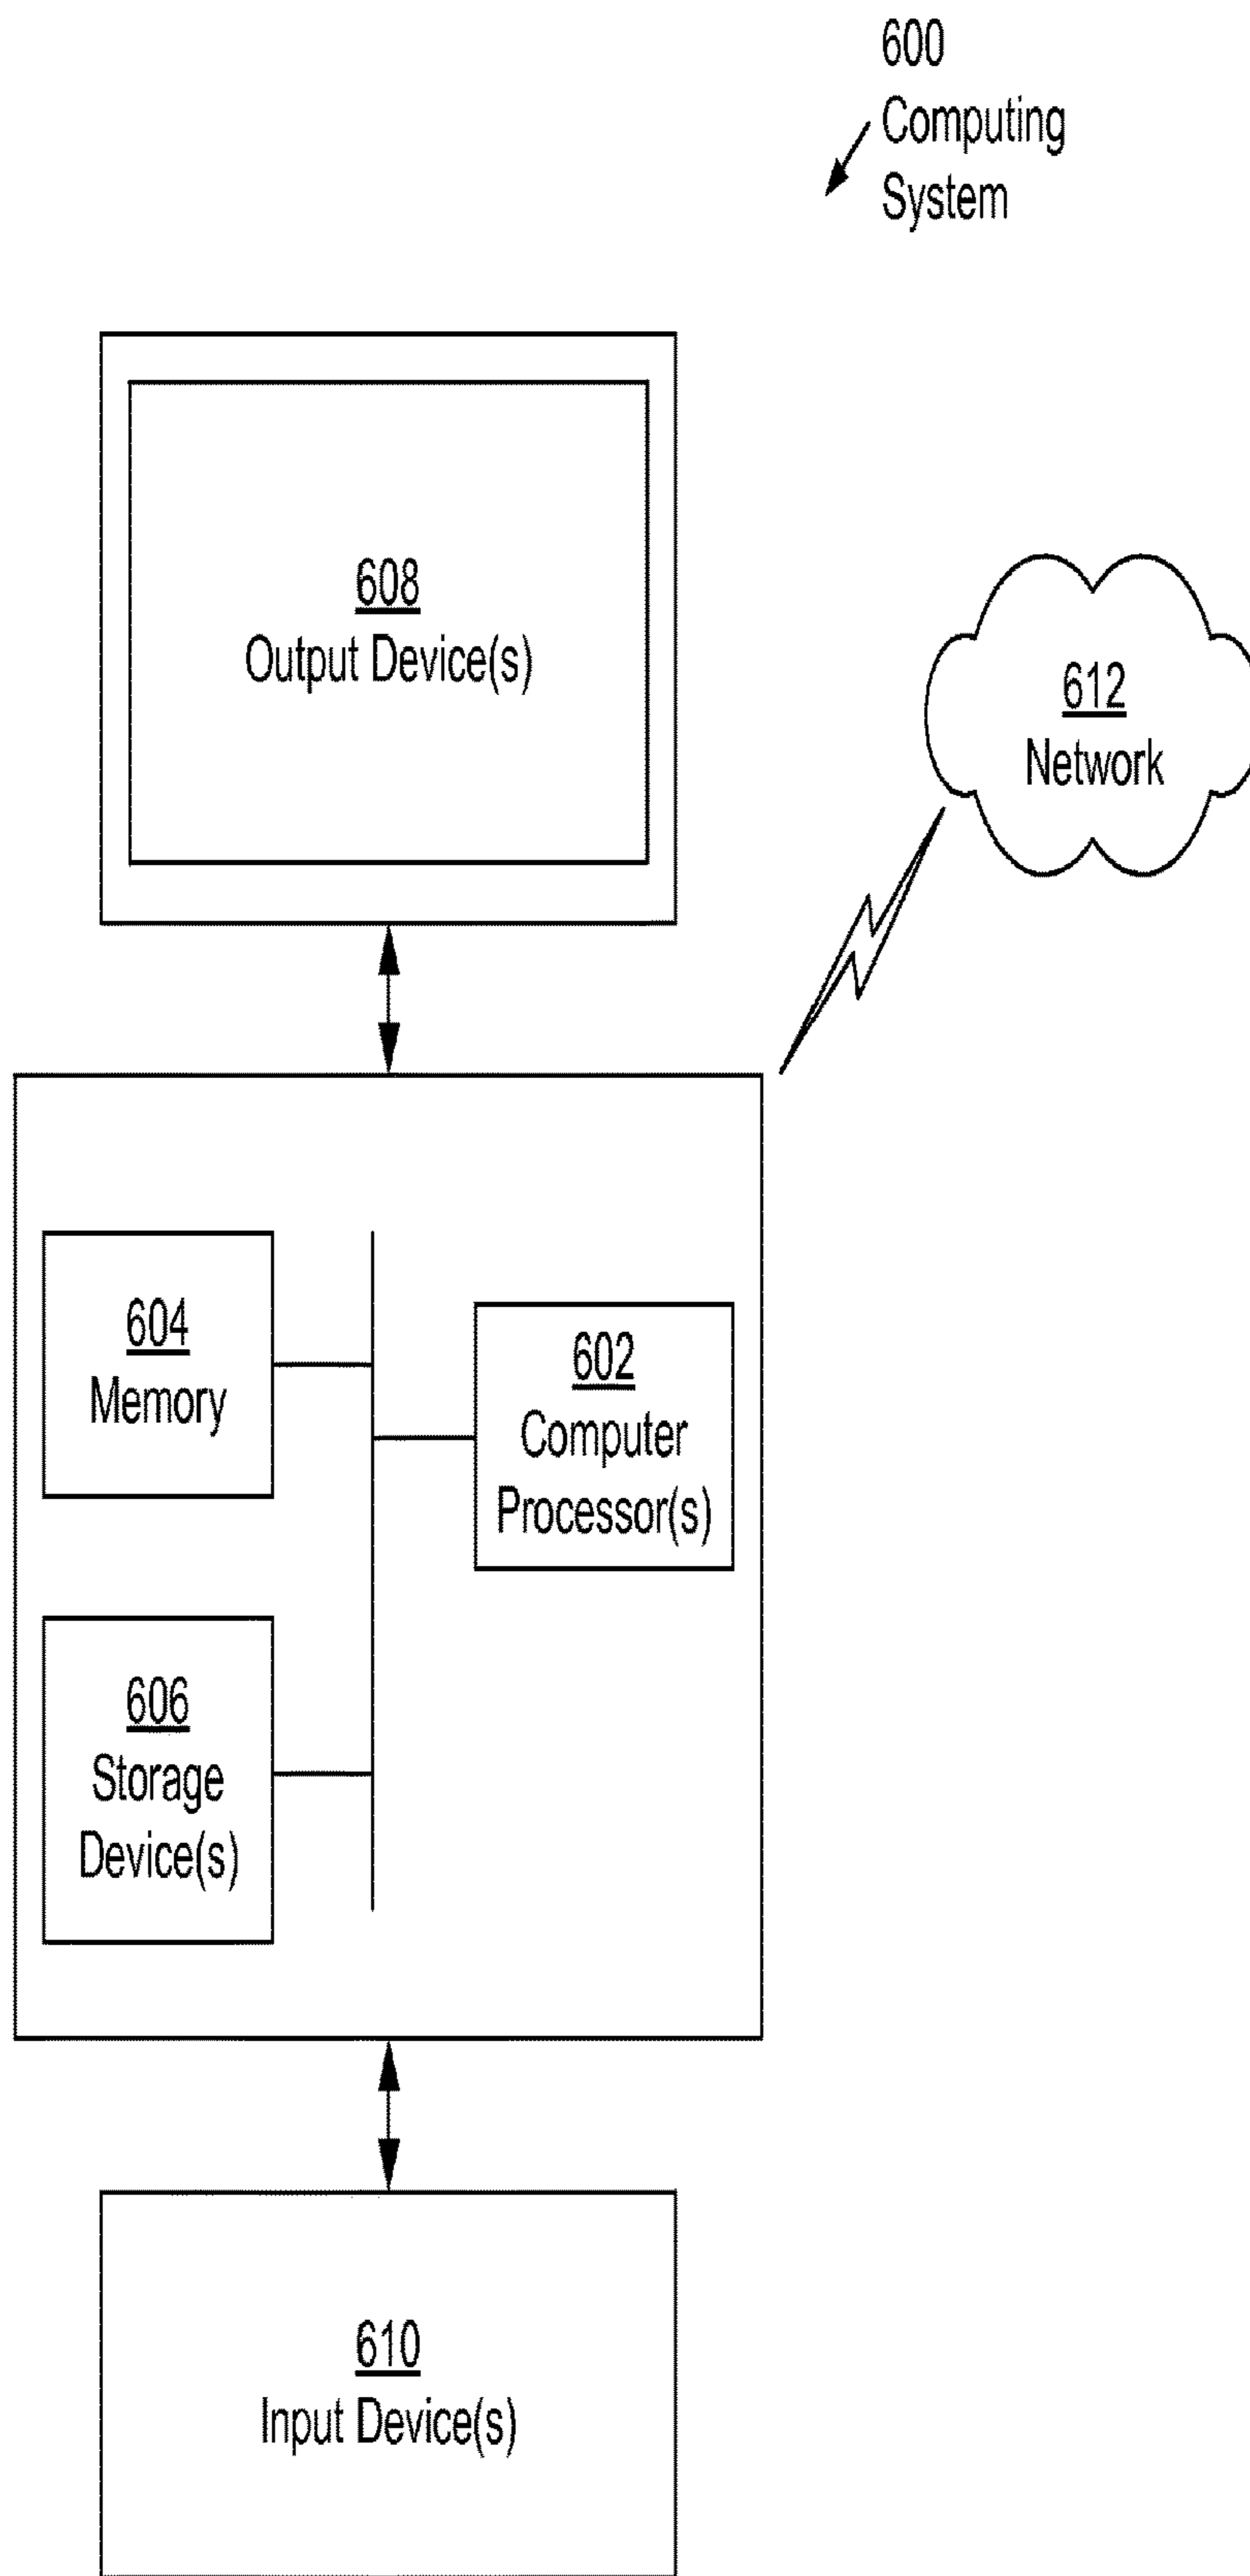 600
Computing
System
608
Output Device(s)
612
Network
604
Memory
602
Computer
Processor(s)
606
Storage
Device(s)
610
Input Device(s)